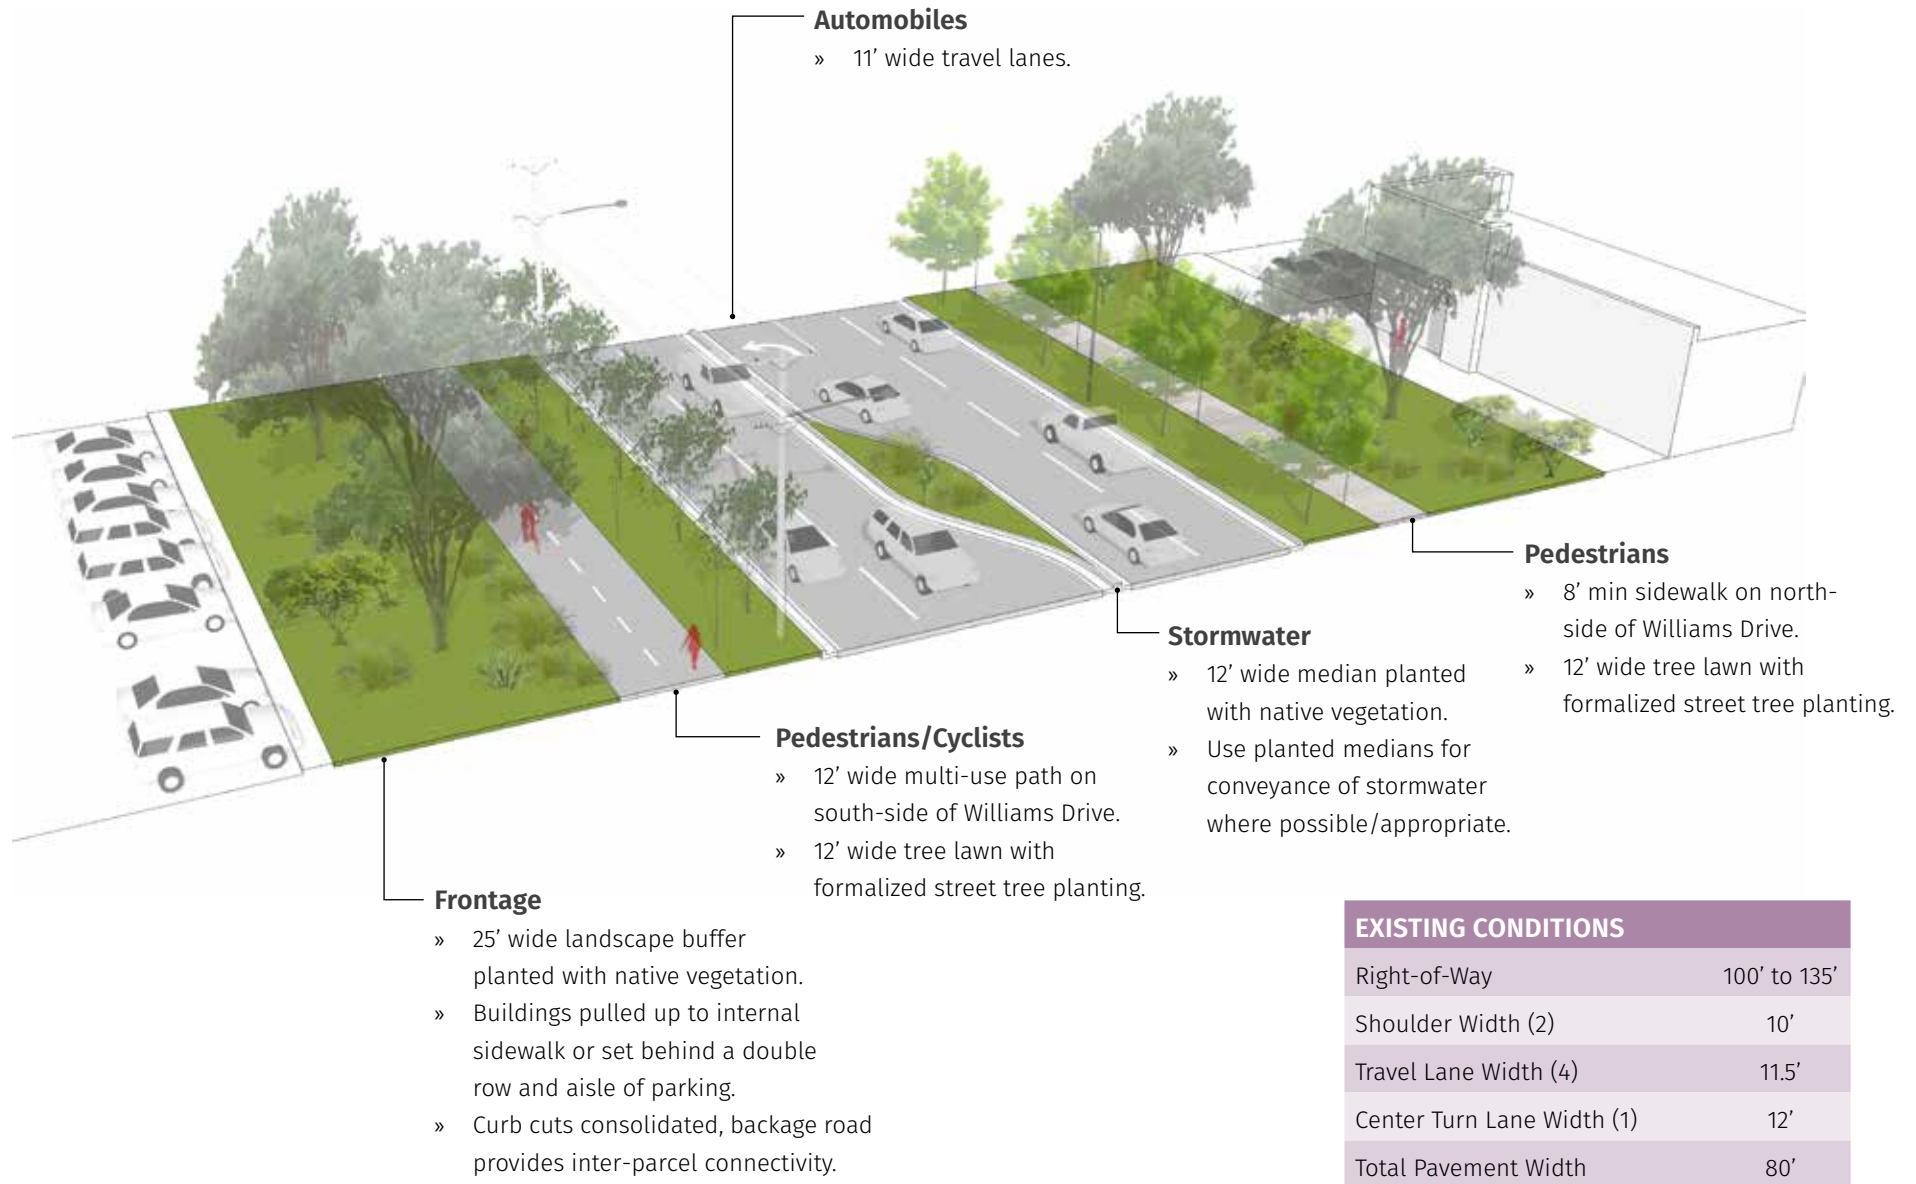 Automobiles
» 11’ wide travel lanes.
Pedestrians
» 8’ min sidewalk on north-
side of Williams Drive.
» 12’ wide tree lawn with
formalized street tree planting.
Stormwater
» 12’ wide median planted
with native vegetation.
» Use planted medians for
conveyance of stormwater
where possible/appropriate.
Pedestrians/Cyclists
» 12’ wide multi-use path on
south-side of Williams Drive.
» 12’ wide tree lawn with
formalized street tree planting.
Frontage
» 25’ wide landscape buffer
planted with native vegetation.
» Buildings pulled up to internal
sidewalk or set behind a double
row and aisle of parking.
» Curb cuts consolidated, backage road
provides inter-parcel connectivity.
EXISTING CONDITIONS
Right-of-Way 100’ to 135’
Shoulder Width (2) 10’
Travel Lane Width (4) 11.5’
Center Turn Lane Width (1) 12’
Total Pavement Width 80’